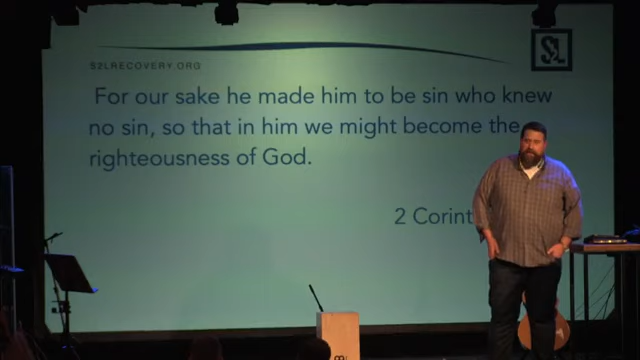 S2L
S2LRECOVERY.ORG
For our sake he made him to be sin who knew
no sin, so that in him we might become the
righteousness of God.
2 Corint